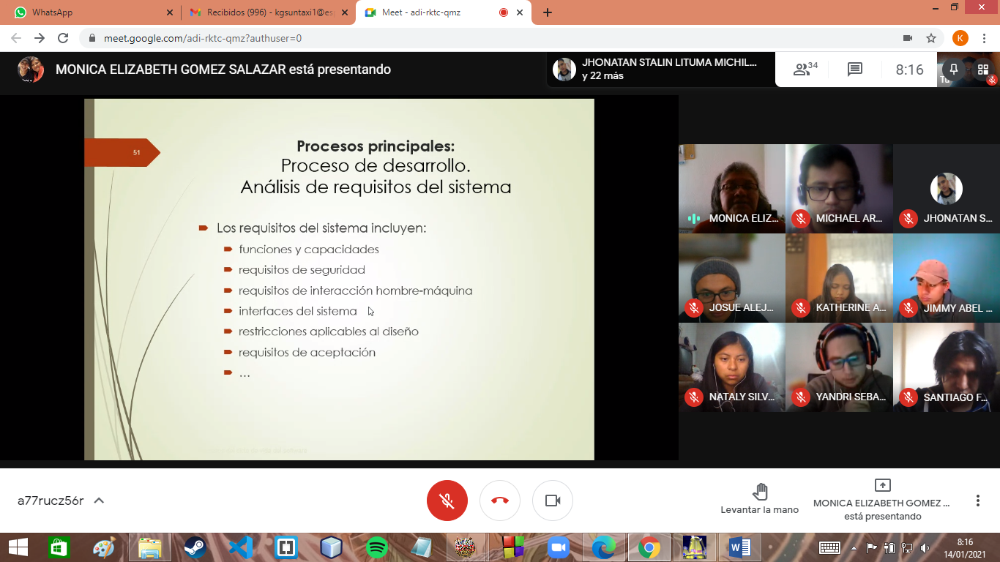 WhatsApp
Recibidos (996) - kgsuntaxi1@es
Meet - adi-rktc-qmz
meet.google.com/adi-rktc-qmz?authuser=0
K
MONICA ELIZABETH GOMEZ SALAZAR está presentando
JHONATAN STALIN LITUMA MICHIL...
y 22 más
34
8:16
Tú
51
Procesos principales:
Proceso de desarrollo.
Análisis de requisitos del sistema
Los requisitos del sistema incluyen:
funciones y capacidades
requisitos de seguridad
requisitos de interacción hombre-máquina
interfaces del sistema
restricciones aplicables al diseño
requisitos de aceptación
...
MONICA ELIZ...
MICHAEL AR...
JHONATAN S...
JOSUE ALEJ...
KATHERINE A...
JIMMY ABEL ...
NATALY SILV...
YANDRI SEBA...
SANTIAGO F...
a77rucz56r
Levantar la mano
MONICA ELIZABETH GOMEZ ...
está presentando
8:16
14/01/2021